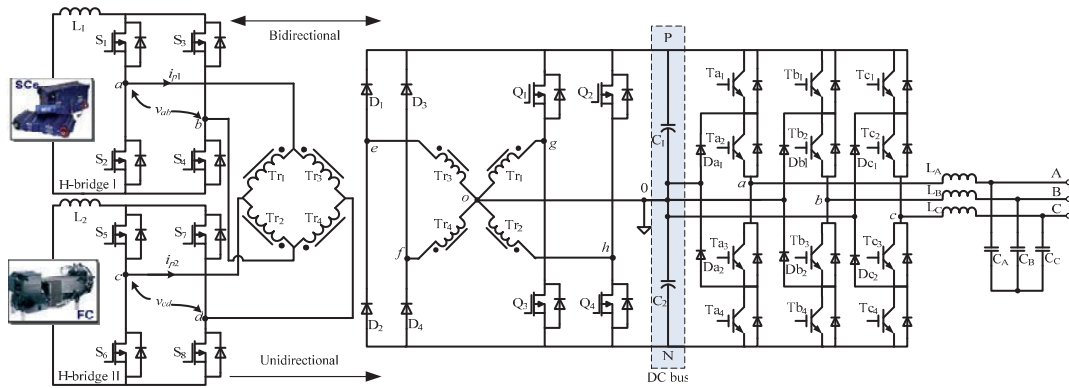 L1
S1
S3
Bidirectional
SCe
a
ip1
vab
b
S2
S4
H-bridge I
L2
S5
S7
Tr1
Tr3
Tr2
Tr4
c
ip2
vcd
d
FC
S6
S8
H-bridge II
Unidirectional
D1
D3
e
Tr3
Tr1
g
o
Tr4
Tr2
f
h
D2
D4
Q1
Q2
Q3
Q4
P
C1
0
C2
N
DC bus
Ta1
Tb1
Tc1
Ta2
Tb2
Tc2
Da1
Db1
Dc1
a
b
c
Ta3
Tb3
Tc3
Da2
Db2
Dc2
Ta4
Tb4
Tc4
LA
LB
LC
A
B
C
CA
CB
CC